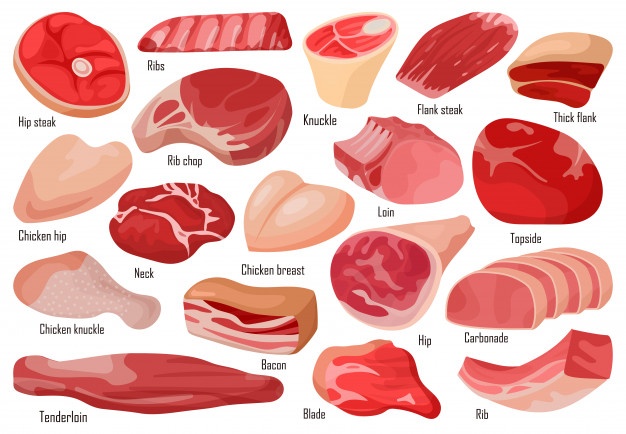 Hip steak
Ribs
Rib chop
Knuckle
Flank steak
Thick flank
Chicken hip
Neck
Chicken breast
Loin
Topside
Chicken knuckle
Bacon
Hip
Carbonade
Tenderloin
Blade
Rib